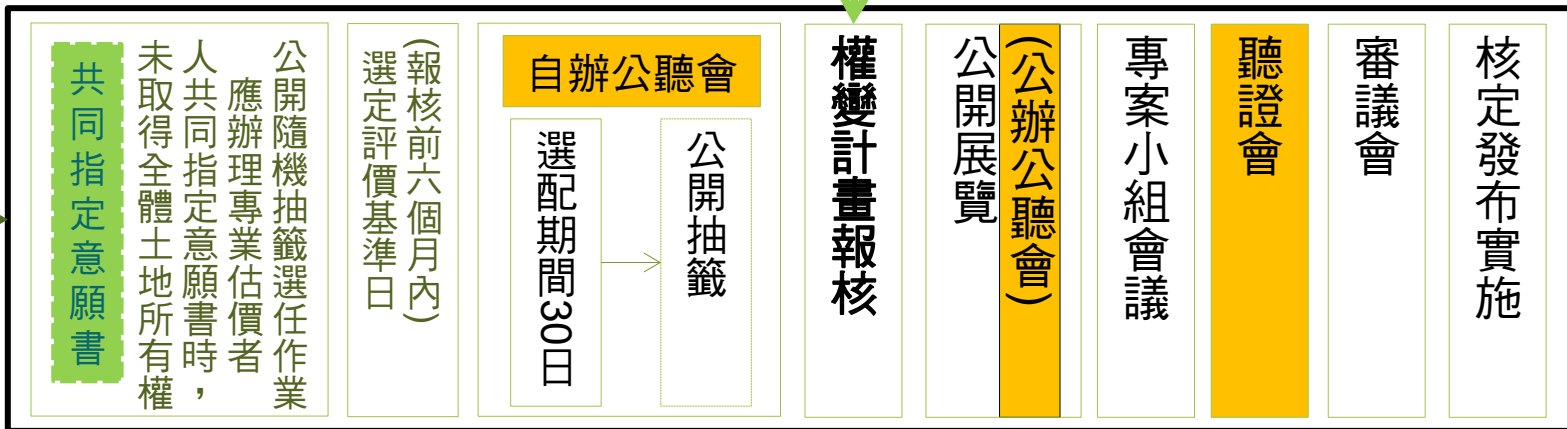 共同指定意願書
未取得全體土地所有權
人共同指定意願書時，
應辦理專業估價者
公開隨機抽籤選任作業
選定評價基準日
(報核前六個月內)
自辦公聽會
選配期間30日
公開抽籤
權變計畫報核
公開展覽
(公辦公聽會)
專案小組會議
聽證會
審議會
核定發布實施